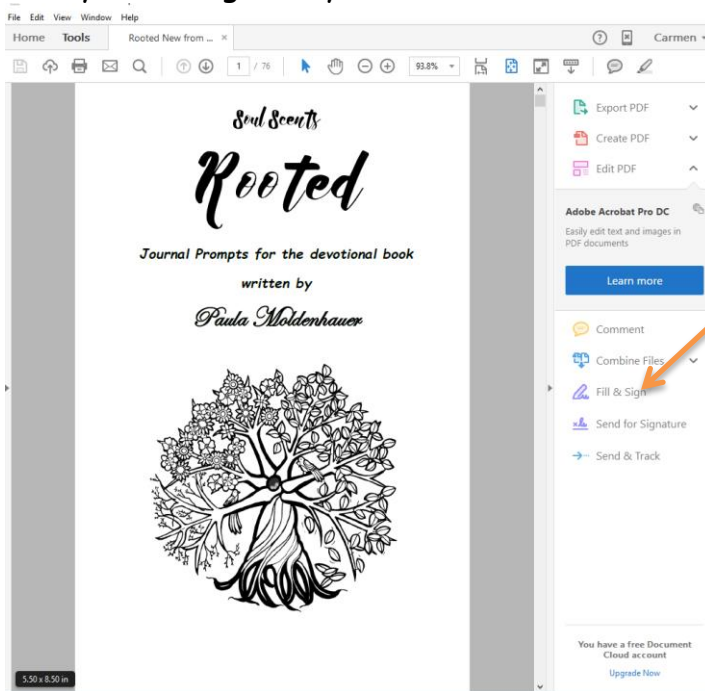 File Edit View Window Help
Home Tools Rooted New from ... × ? Carmen
1 / 76 93.8%
Soul Scents
Rooted
Journal Prompts for the devotional book
written by
Paula Moldenhauer
5.50 x 8.50 in
Export PDF
Create PDF
Edit PDF
Adobe Acrobat Pro DC
Easily edit text and images in
PDF documents
Learn more
Comment
Combine Files
Fill & Sign
Send for Signature
Send & Track
You have a free Document
Cloud account
Upgrade Now